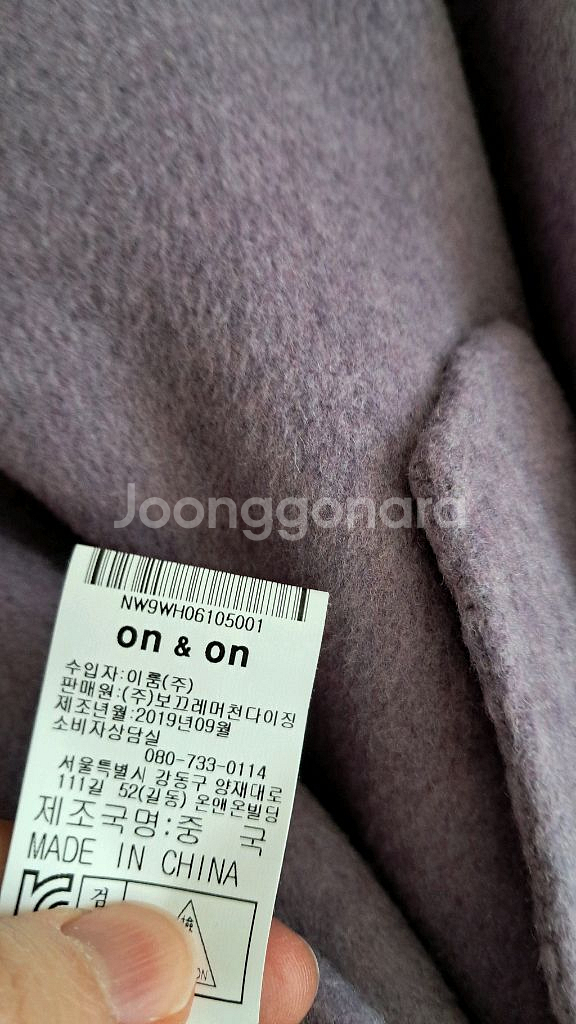 Joonggonara
NW9WH06105001
on & on
수입자:이룸(주)
판매원:(주)보끄레머천다이징
제조년월:2019년09월
소비자상담실
080-733-0114
서울특별시 강동구 양재대로
111길 52(길동) 온앤온빌딩
제조국명:중 국
MADE IN CHINA
검